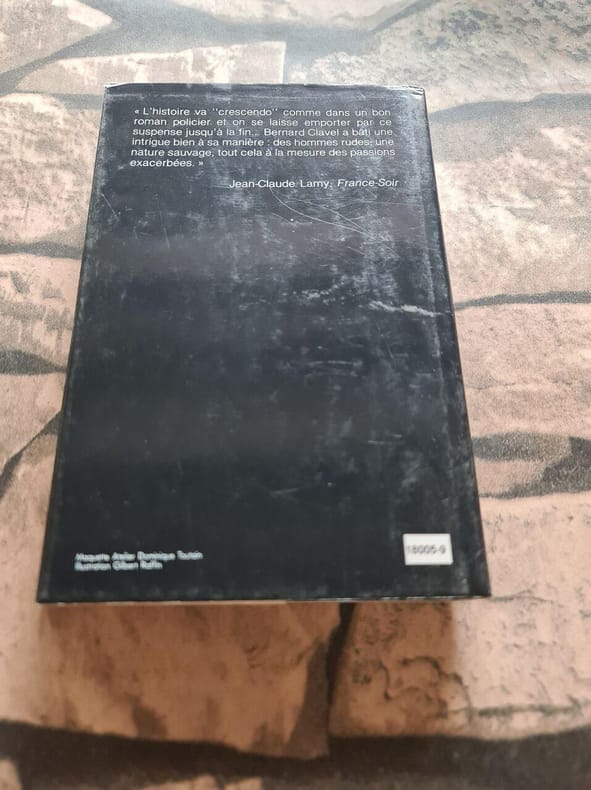 « L'histoire va ''crescendo'' comme dans un bon
roman policier et on se laisse emporter par ce
suspense jusqu'à la fin... Bernard Clavel a bâti une
intrigue bien à sa manière : des hommes rudes, une
nature sauvage, tout cela à la mesure des passions
exacerbées. »
Jean-Claude Lamy, France-Soir
Maquette Atelier Dominique Toutain
Illustration Gilbert Raffin
18005-9